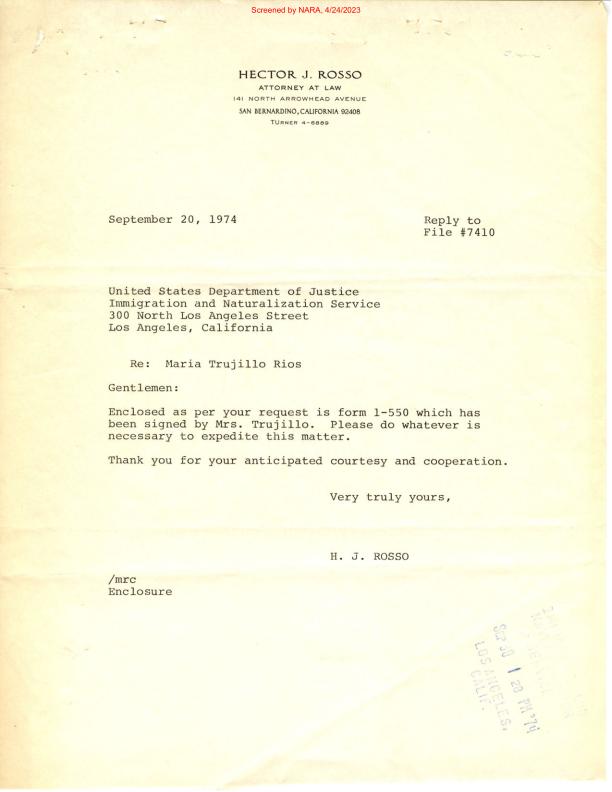 Screened by NARA, 4/24/2023
HECTOR J. ROSSO
ATTORNEY AT LAW
141 NORTH ARROWHEAD AVENUE
SAN BERNARDINO, CALIFORNIA 92408
TURNER 4-6889
September 20, 1974
Reply to
File #7410
United States Department of Justice
Immigration and Naturalization Service
300 North Los Angeles Street
Los Angeles, California
Re: Maria Trujillo Rios
Gentlemen:
Enclosed as per your request is form 1-550 which has
been signed by Mrs. Trujillo. Please do whatever is
necessary to expedite this matter.
Thank you for your anticipated courtesy and cooperation.
Very truly yours,
H. J. ROSSO
/mrc
Enclosure
SEP 30 1 28 PM '74
LOS ANGELES,
CALIF.